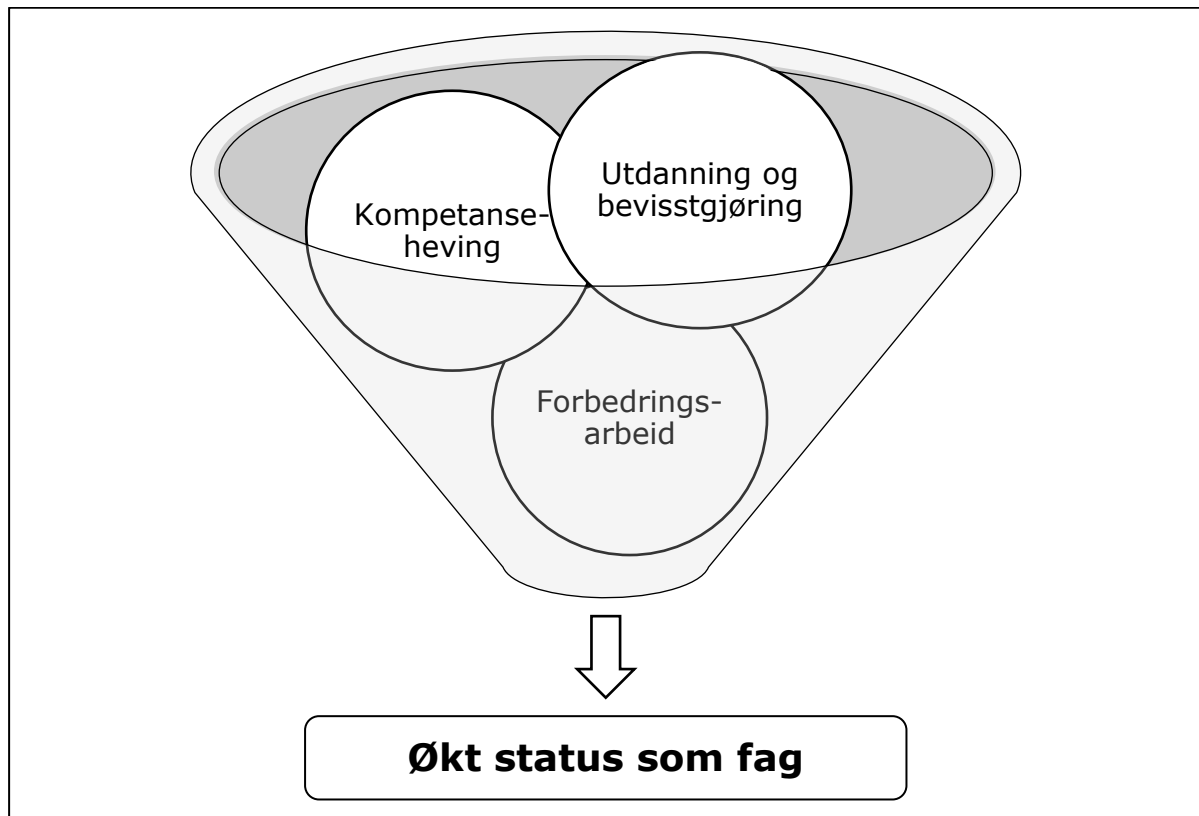 Utdanning og
bevisstgjøring
Kompetanse-
heving
Forbedrings-
arbeid
Økt status som fag